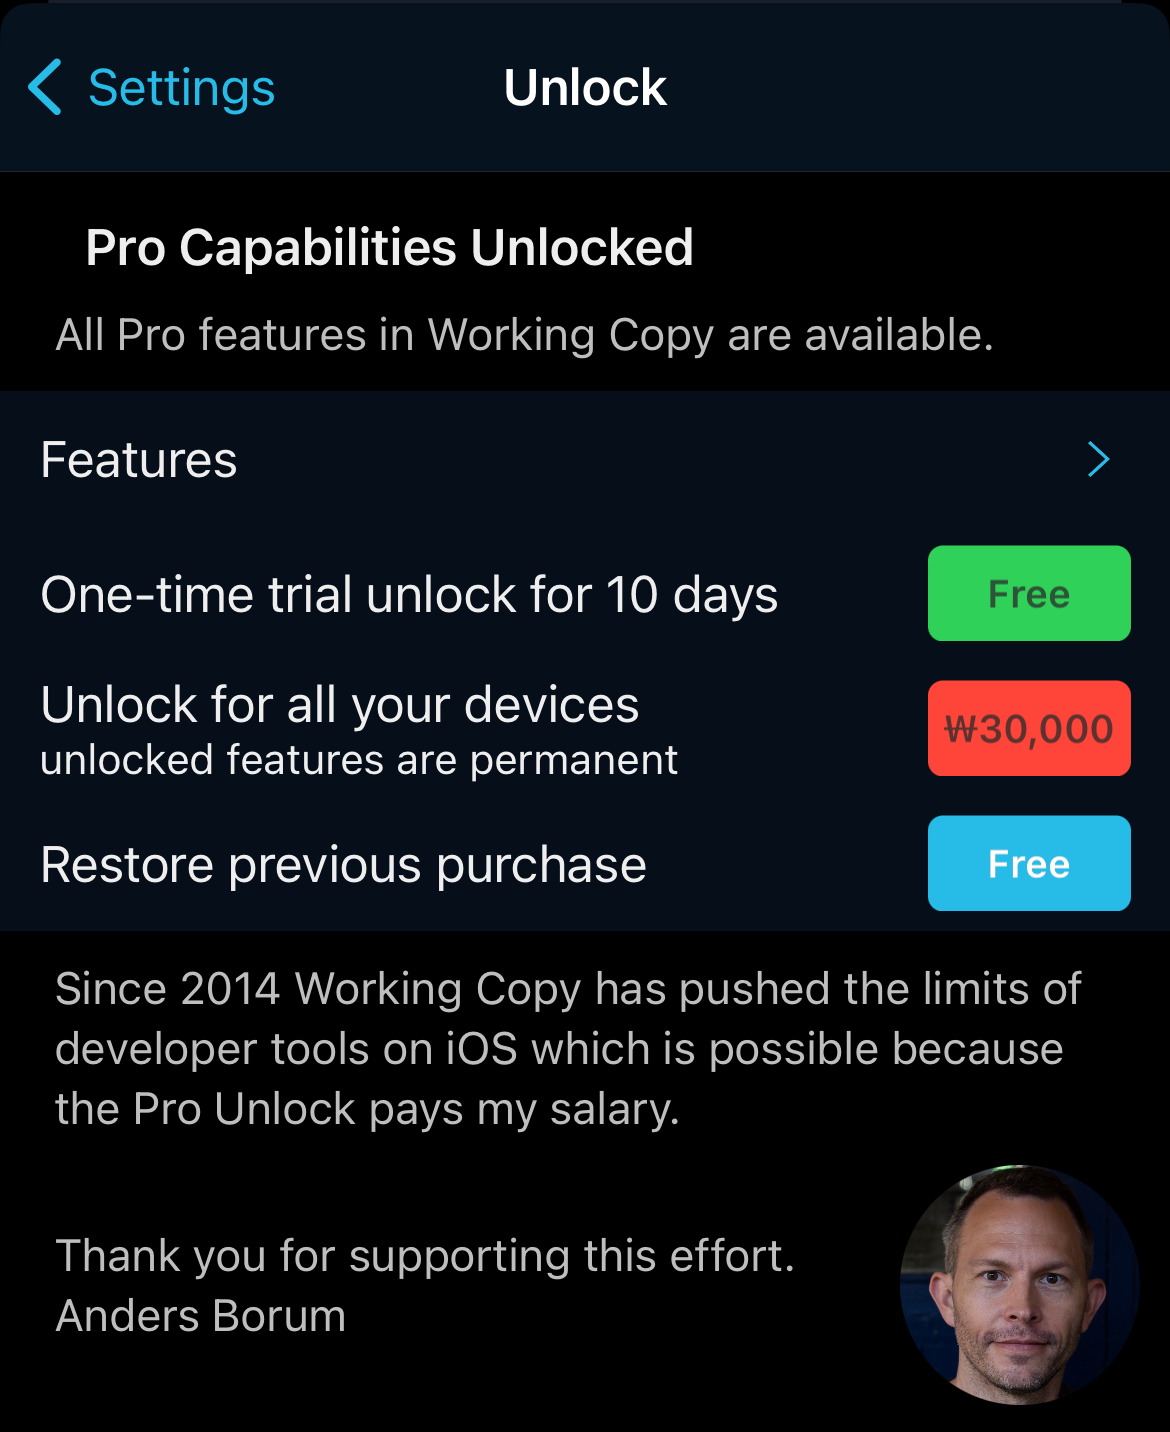 Settings
Unlock
Pro Capabilities Unlocked
All Pro features in Working Copy are available.
Features
One-time trial unlock for 10 days
Free
Unlock for all your devices
unlocked features are permanent
₩30,000
Restore previous purchase
Free
Since 2014 Working Copy has pushed the limits of
developer tools on iOS which is possible because
the Pro Unlock pays my salary.
Thank you for supporting this effort.
Anders Borum